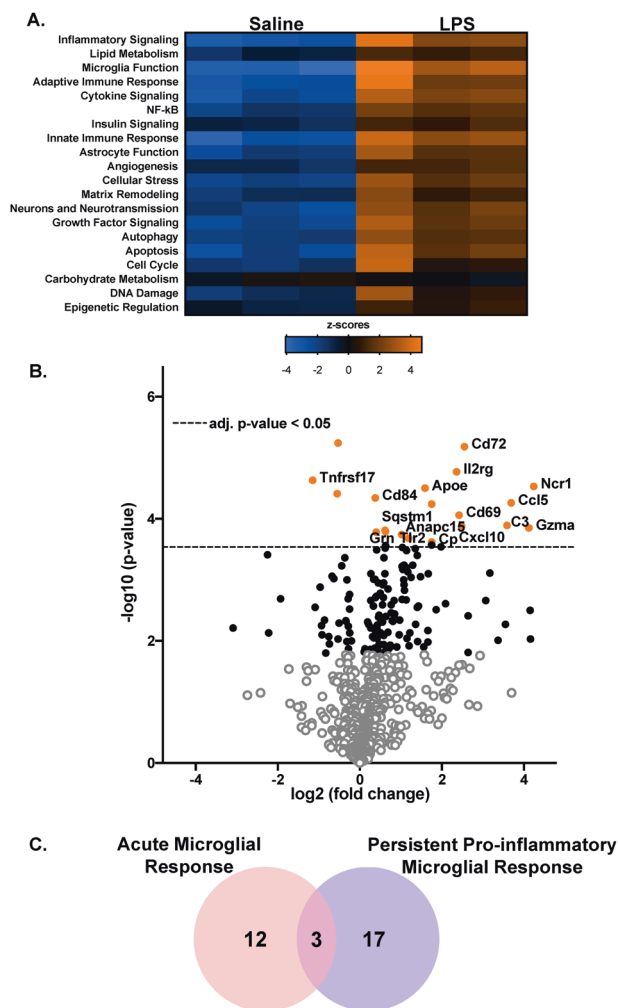 A.
Saline LPS
Inflammatory Signaling
Lipid Metabolism
Microglia Function
Adaptive Immune Response
Cytokine Signaling
NF-kB
Insulin Signaling
Innate Immune Response
Astrocyte Function
Angiogenesis
Cellular Stress
Matrix Remodeling
Neurons and Neurotransmission
Growth Factor Signaling
Autophagy
Apoptosis
Cell Cycle
Carbohydrate Metabolism
DNA Damage
Epigenetic Regulation
z-scores
-4 -2 0 2 4
B.
6
adj. p-value < 0.05
Cd72
Il2rg
Tnfrsf17
Apoe
Ncr1
Cd84
Ccl5
Sqstm1
Cd69
4
Anapc15
C3
Gzma
Grn Tlr2 Cp Cxcl10
-log10 (p-value)
2
0
-4 -2 0 2 4
log2 (fold change)
C.
Acute Microglial
Response
Persistent Pro-inflammatory
Microglial Response
12 3 17